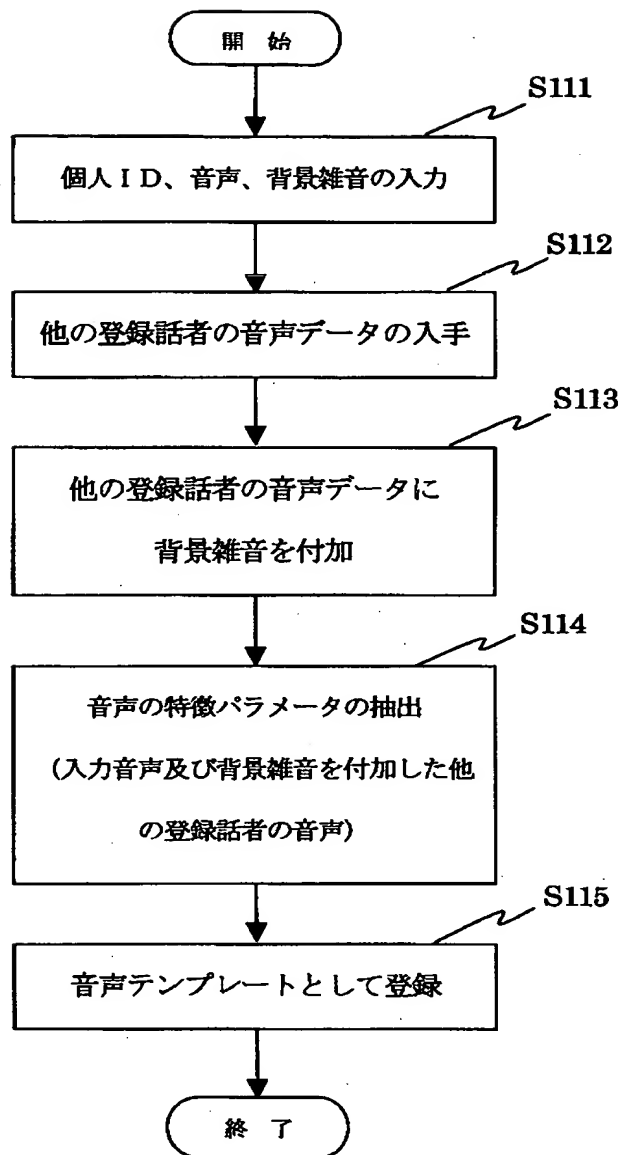 開 始
S111
個人ID、音声、背景雑音の入力
S112
他の登録話者の音声データの入手
S113
他の登録話者の音声データに
背景雑音を付加
S114
音声の特徴パラメータの抽出
(入力音声及び背景雑音を付加した他
の登録話者の音声)
S115
音声テンプレートとして登録
終 了